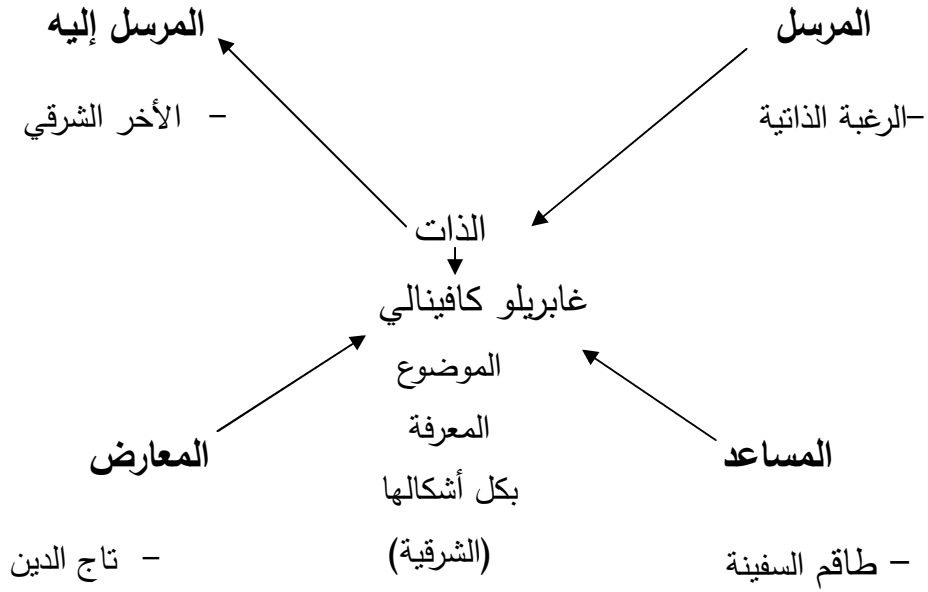 المرسل
المرسل إليه
–الرغبة الذاتية
– الأخر الشرقي
الذات
غابريلو كافينالي
الموضوع
المعرفة
المساعد
المعارض
بكل أشكالها
(الشرقية)
– طاقم السفينة
– تاج الدين